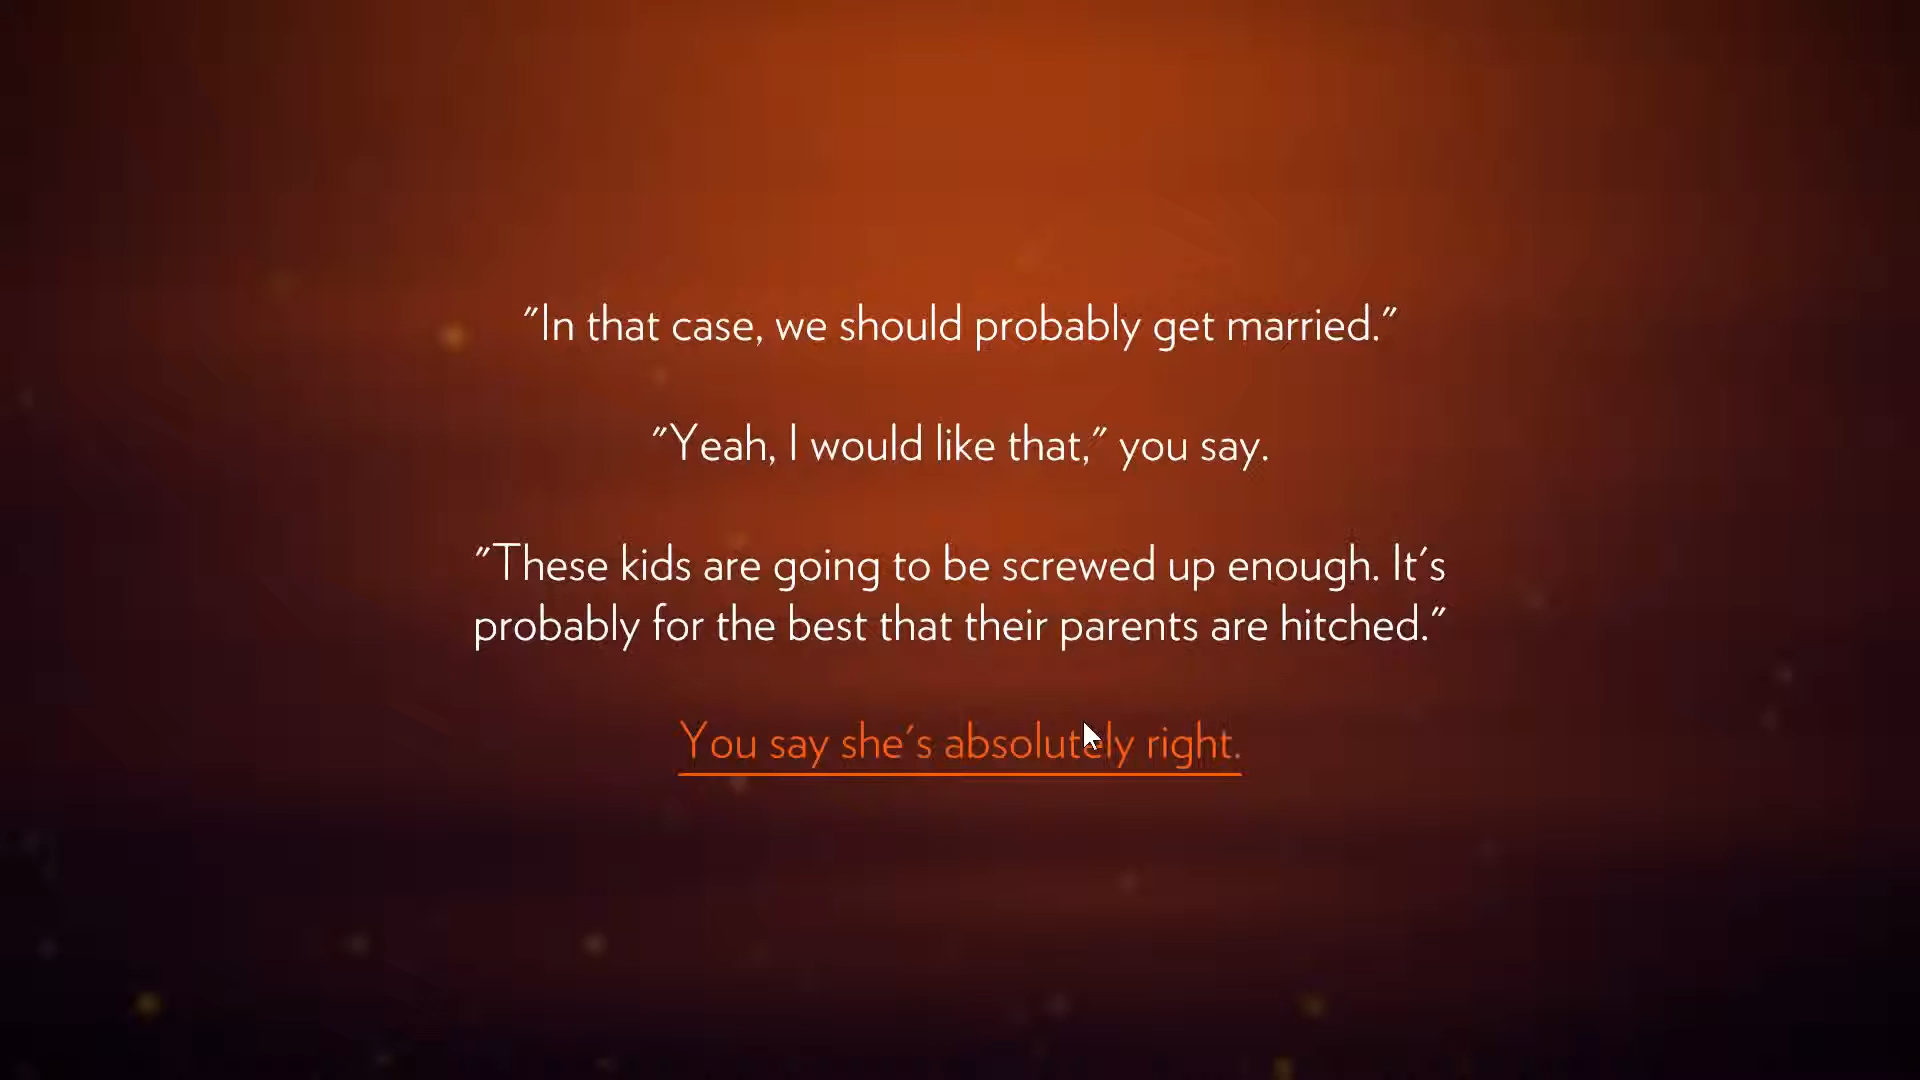 "In that case, we should probably get married."
"Yeah, I would like that," you say.
"These kids are going to be screwed up enough. It's
probably for the best that their parents are hitched."
You say she's absolutely right.